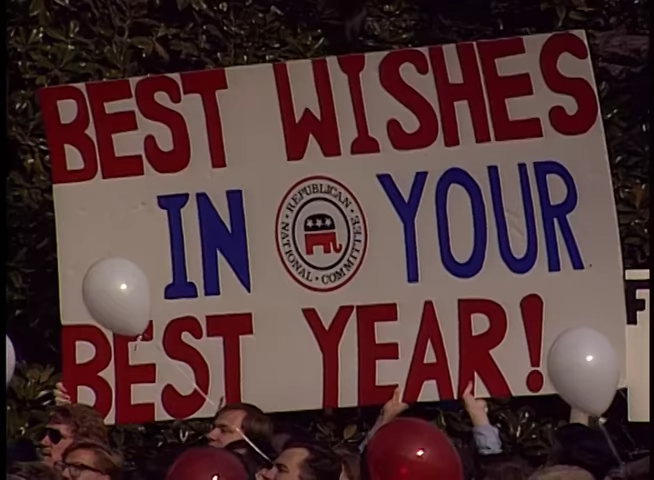 BEST WISHES
IN YOUR
REPUBLICAN
NATIONAL • COMMITTEE
BEST YEAR!
F